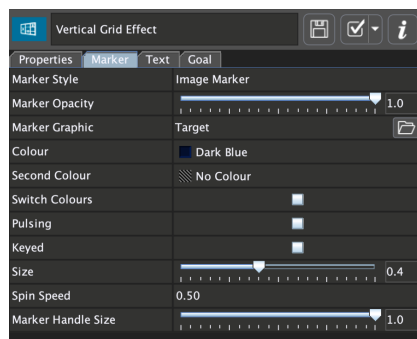 Vertical Grid Effect
Properties Marker Text Goal
Marker Style Image Marker
Marker Opacity 1.0
Marker Graphic Target
Colour Dark Blue
Second Colour No Colour
Switch Colours
Pulsing
Keyed
Size 0.4
Spin Speed 0.50
Marker Handle Size 1.0